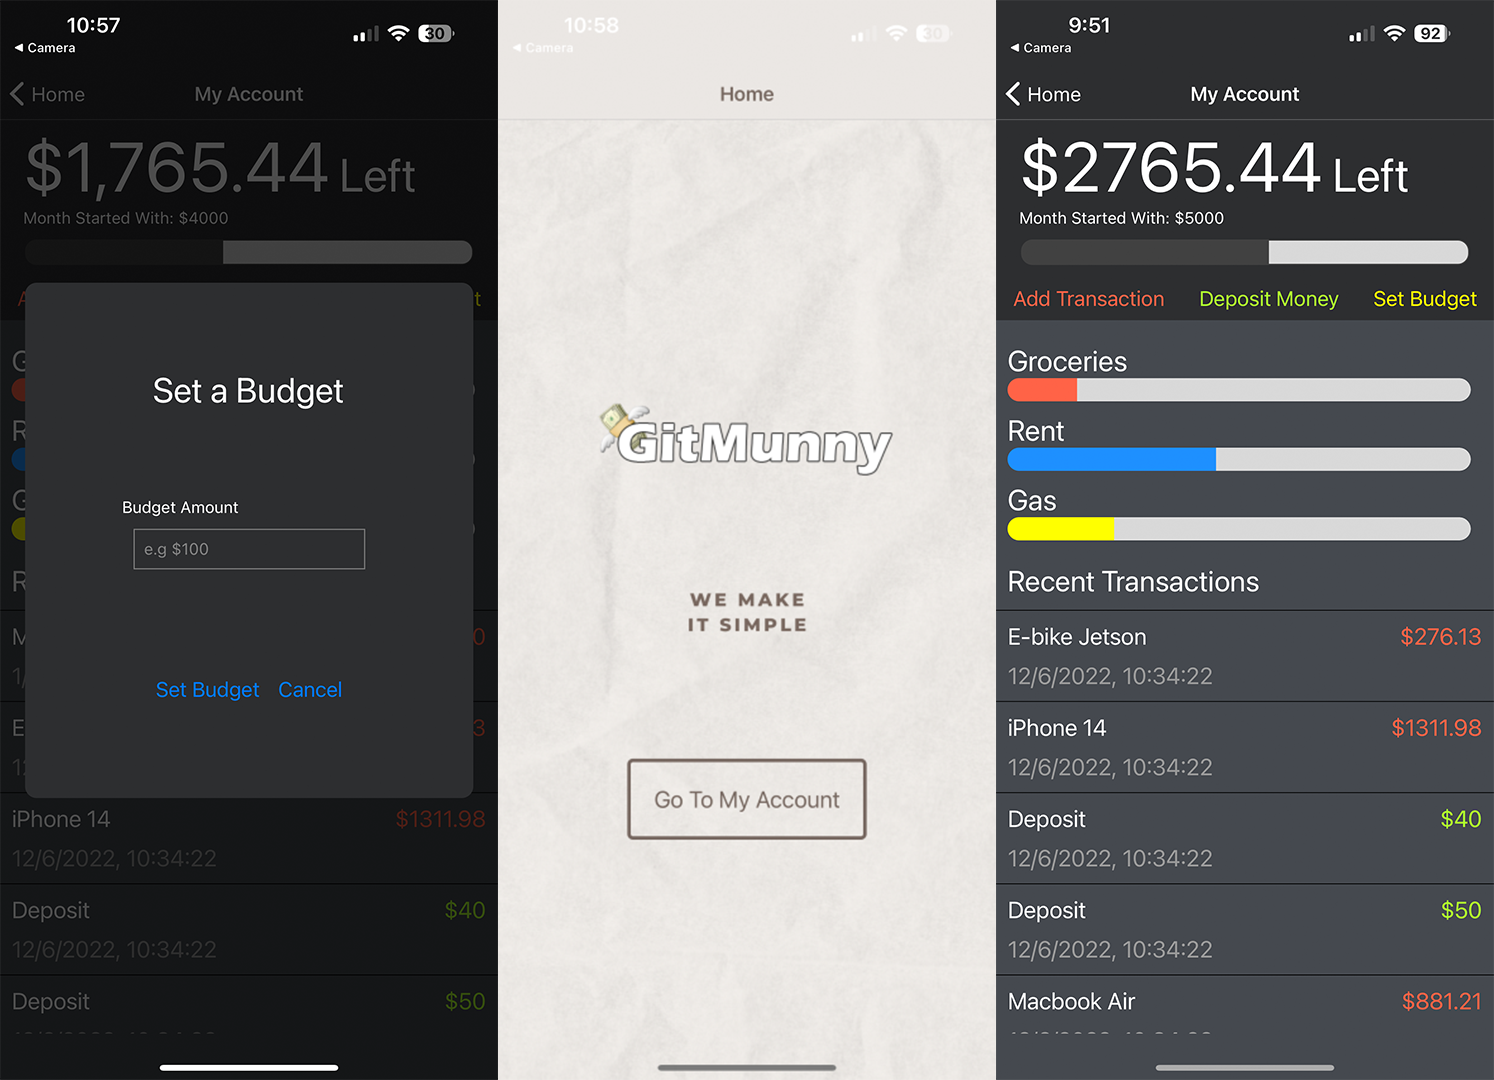 10:57
30
◀ Camera
Home
My Account
$1,765.44 Left
Month Started With: $4000
Set a Budget
Budget Amount
e.g $100
Set Budget
Cancel
iPhone 14
$1311.98
12/6/2022, 10:34:22
Deposit
$40
12/6/2022, 10:34:22
Deposit
$50
10:58
30
◀ Camera
Home
GitMunny
WE MAKE
IT SIMPLE
Go To My Account
9:51
92
◀ Camera
Home
My Account
$2765.44 Left
Month Started With: $5000
Add Transaction
Deposit Money
Set Budget
Groceries
Rent
Gas
Recent Transactions
E-bike Jetson
$276.13
12/6/2022, 10:34:22
iPhone 14
$1311.98
12/6/2022, 10:34:22
Deposit
$40
12/6/2022, 10:34:22
Deposit
$50
12/6/2022, 10:34:22
Macbook Air
$881.21